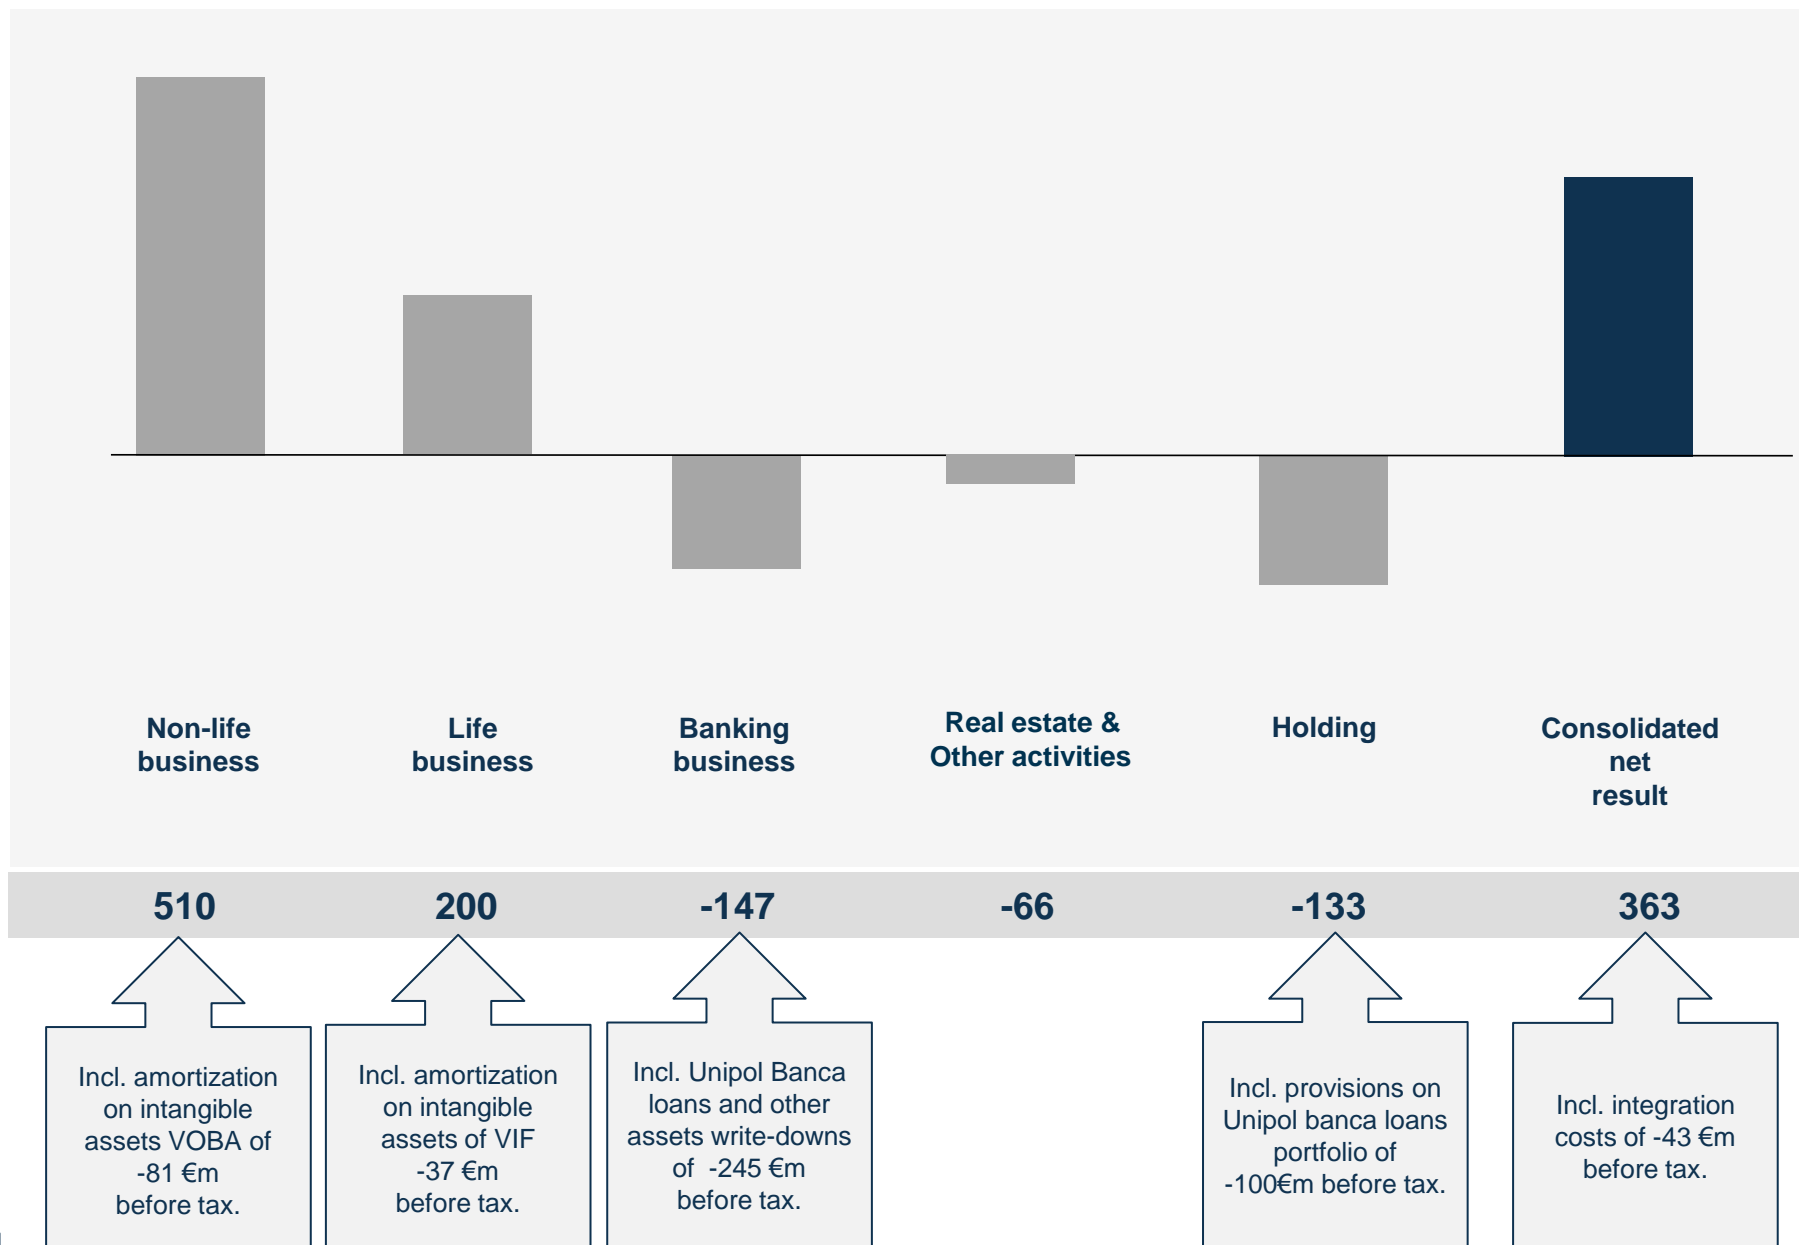 Non-life
business
Life
business
Banking
business
Real estate &
Other activities
Holding
Consolidated
net
result
510
200
-147
-66
-133
363
Incl. amortization
on intangible
assets VOBA of
-81 €m
before tax.
Incl. amortization
on intangible
assets of VIF
-37 €m
before tax.
Incl. Unipol Banca
loans and other
assets write-downs
of -245 €m
before tax.
Incl. provisions on
Unipol banca loans
portfolio of
-100€m before tax.
Incl. integration
costs of -43 €m
before tax.